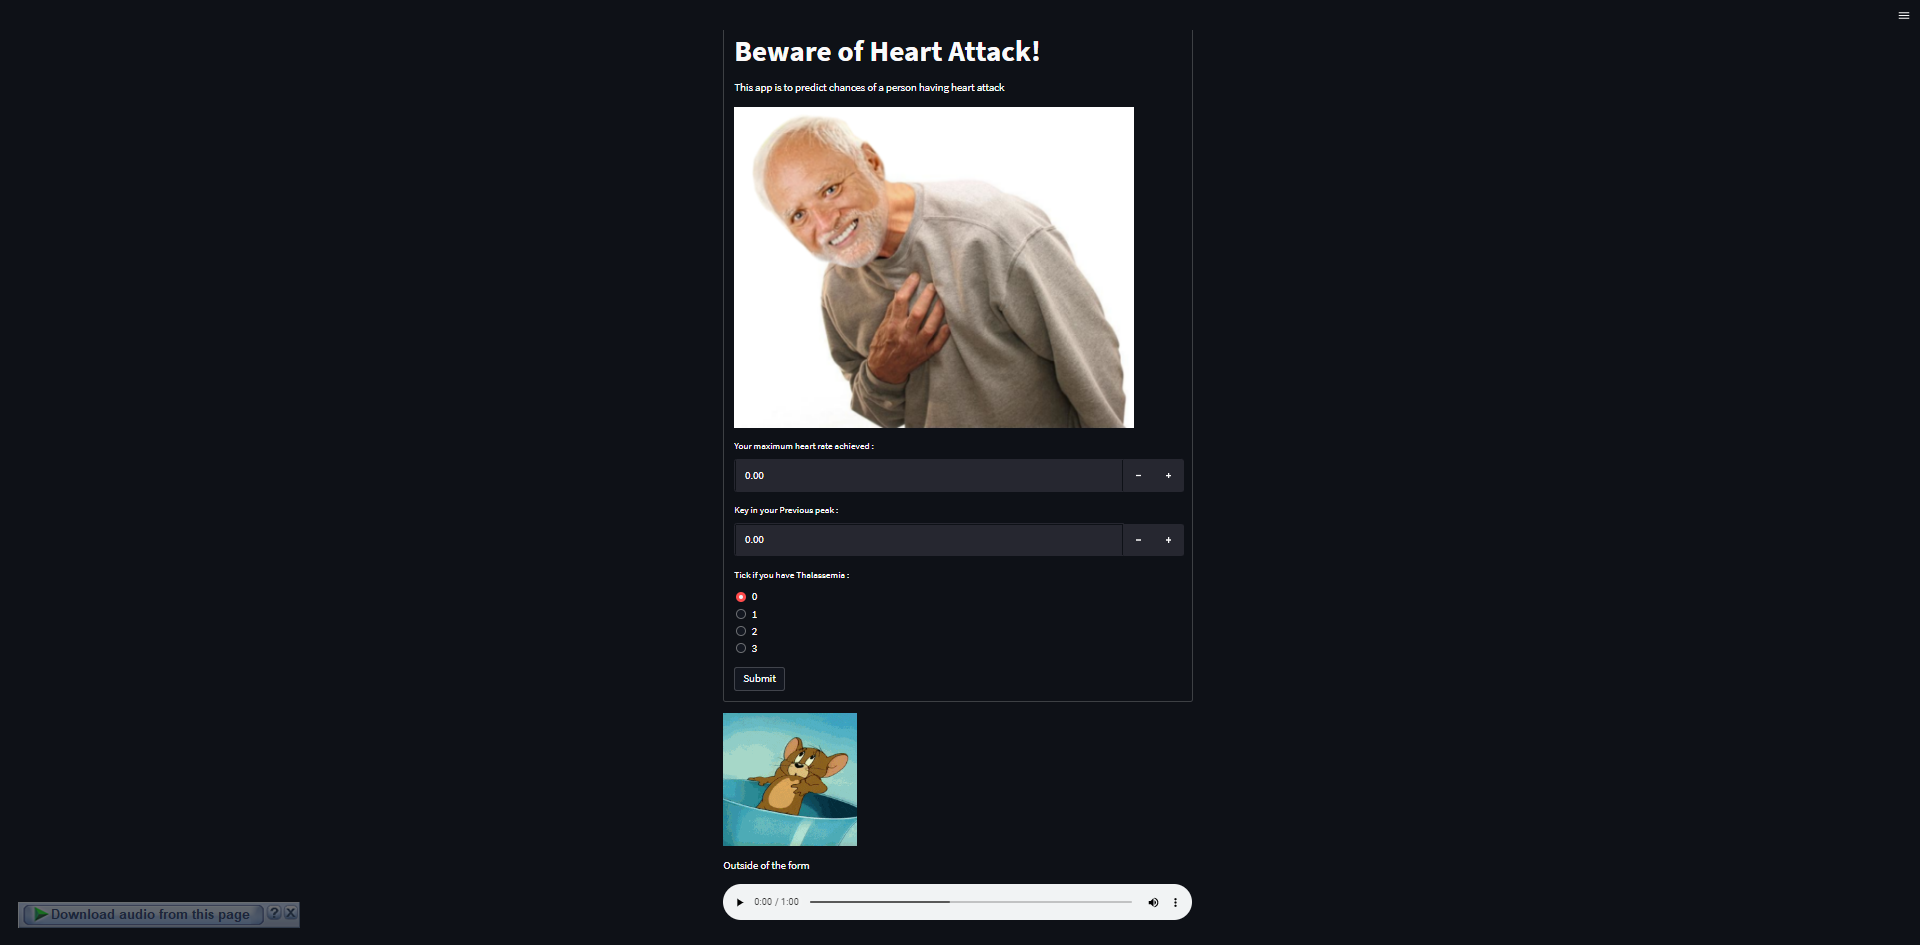 Beware of Heart Attack!
This app is to predict chances of a person having heart attack
Your maximum heart rate achieved :
0.00
Key in your Previous peak :
0.00
Tick if you have Thalassemia :
0
1
2
3
Submit
Outside of the form
0:00 / 1:00
Download audio from this page